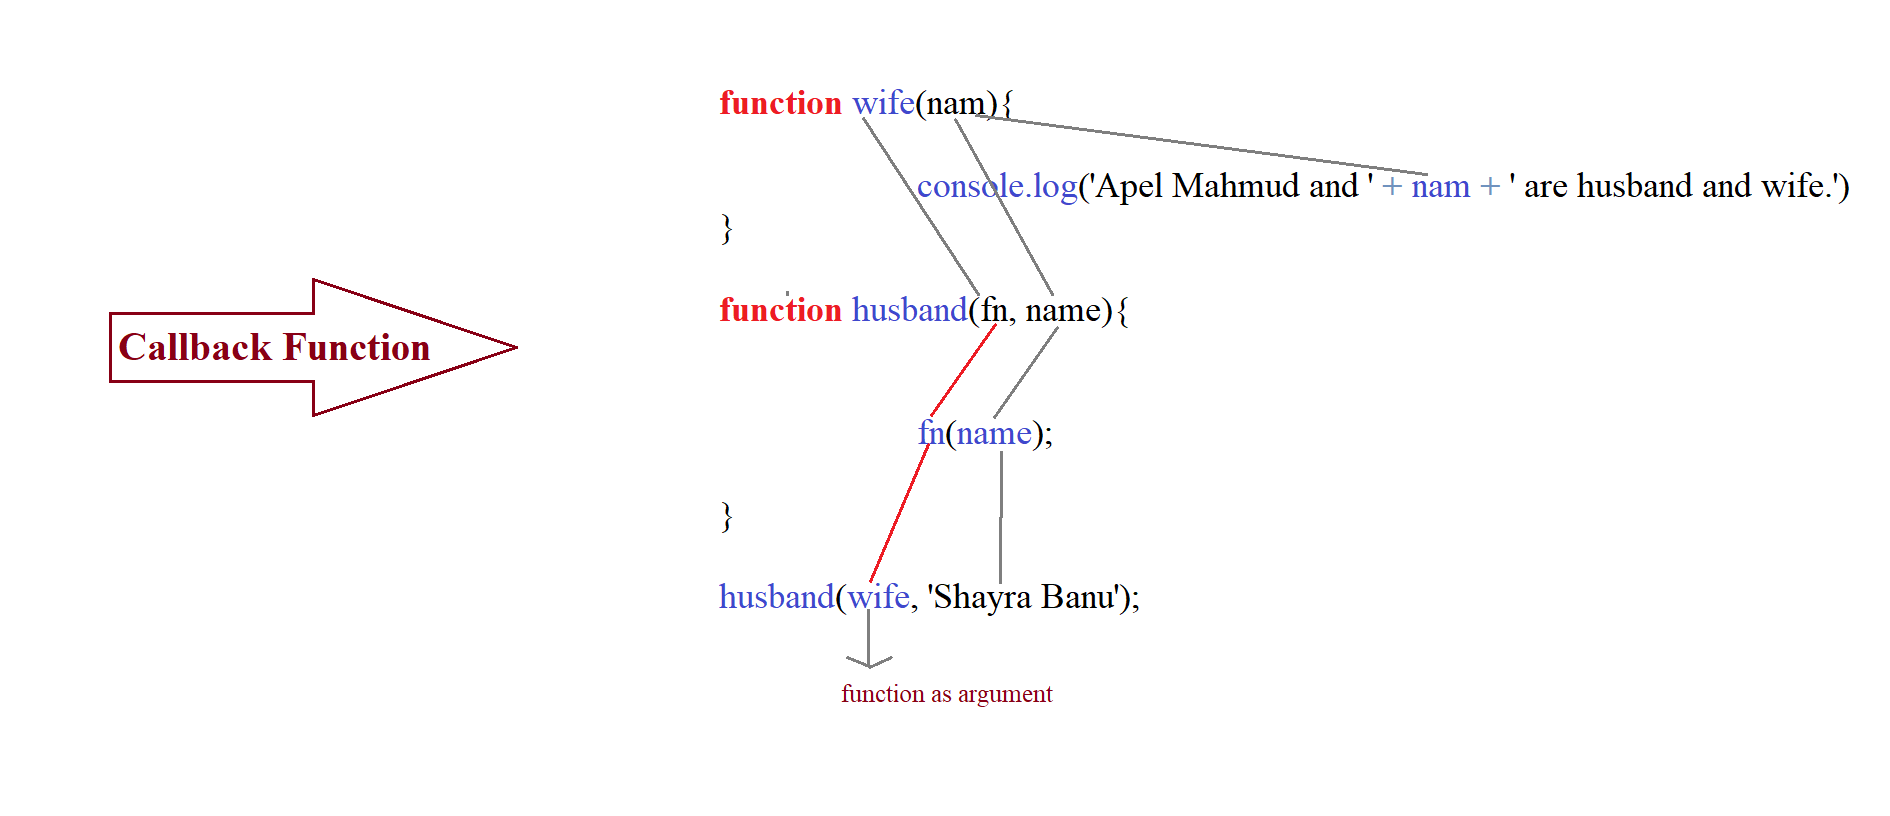 function wife(nam){
console.log('Apel Mahmud and ' + nam + ' are husband and wife.')
}
function husband(fn, name){
Callback Function
fn(name);
}
husband(wife, 'Shayra Banu');
function as argument